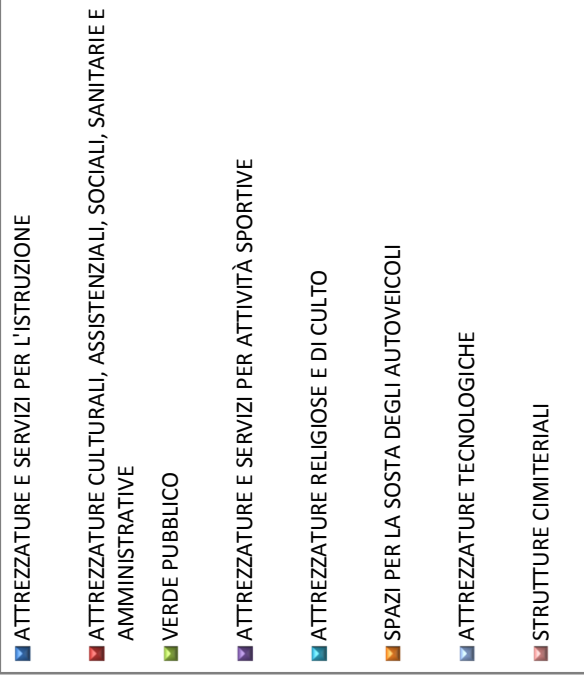 ATTREZZATURE E SERVIZI PER L'ISTRUZIONE
ATTREZZATURE CULTURALI, ASSISTENZIALI, SOCIALI, SANITARIE E
AMMINISTRATIVE
VERDE PUBBLICO
ATTREZZATURE E SERVIZI PER ATTIVITÀ SPORTIVE
ATTREZZATURE RELIGIOSE E DI CULTO
SPAZI PER LA SOSTA DEGLI AUTOVEICOLI
ATTREZZATURE TECNOLOGICHE
STRUTTURE CIMITERIALI